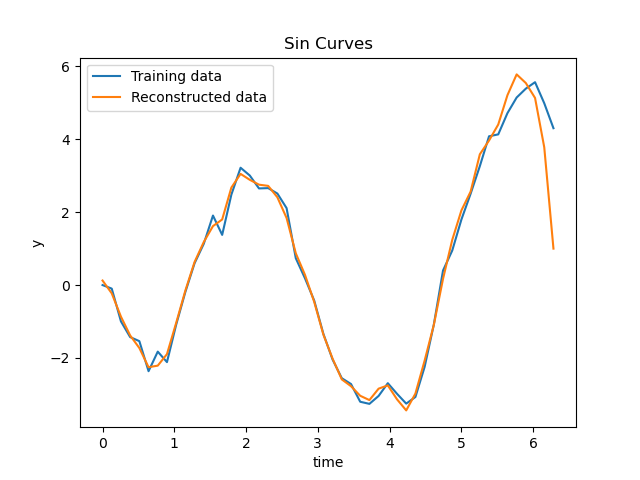 Sin Curves
Training data
Reconstructed data
6
4
2
0
−2
y
0 1 2 3 4 5 6
time